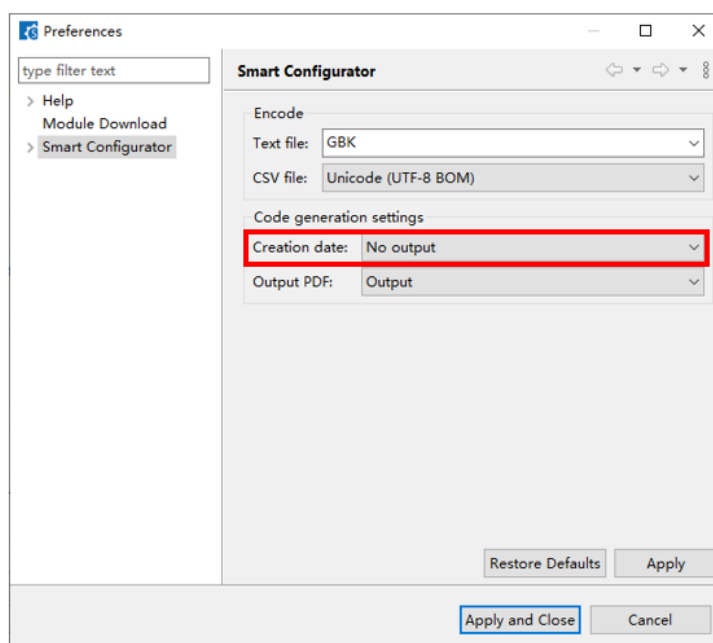 Preferences
type filter text
Smart Configurator
Help
Module Download
Smart Configurator
Encode
Text file: GBK
CSV file: Unicode (UTF-8 BOM)
Code generation settings
Creation date: No output
Output PDF: Output
Restore Defaults Apply
Apply and Close Cancel